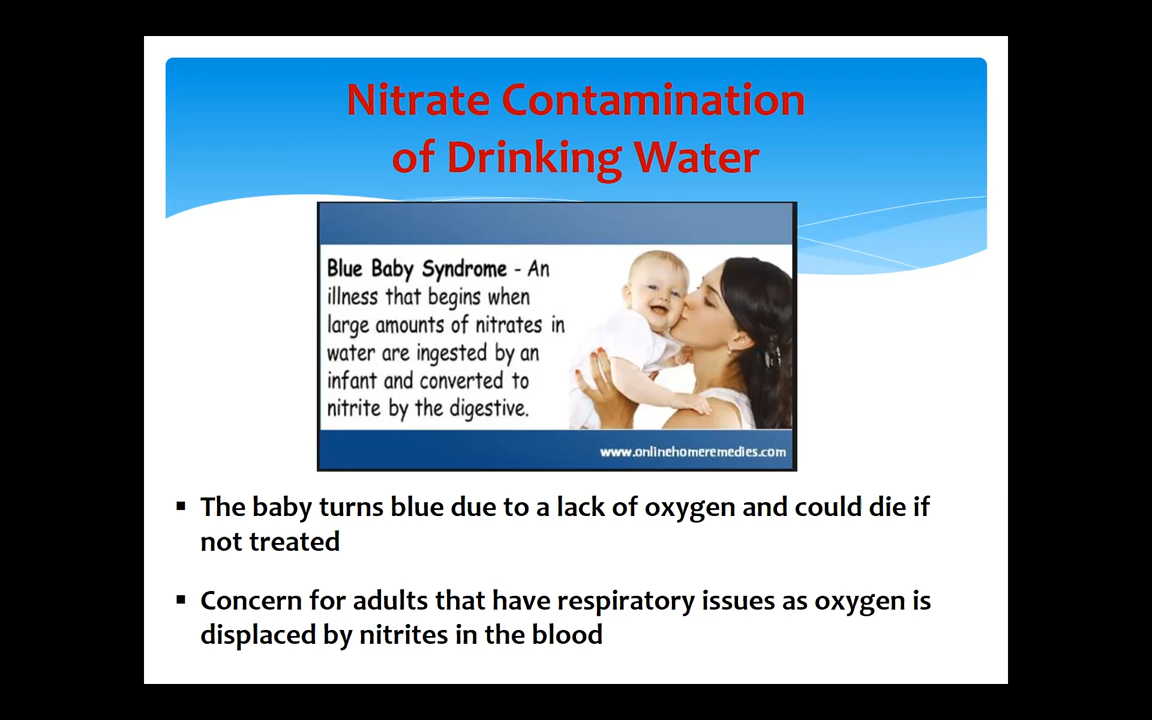 Nitrate Contamination
of Drinking Water
Blue Baby Syndrome - An
illness that begins when
large amounts of nitrates in
water are ingested by an
infant and converted to
nitrite by the digestive.
www.onlinehomeremedies.com
▪ The baby turns blue due to a lack of oxygen and could die if
not treated
▪ Concern for adults that have respiratory issues as oxygen is
displaced by nitrites in the blood